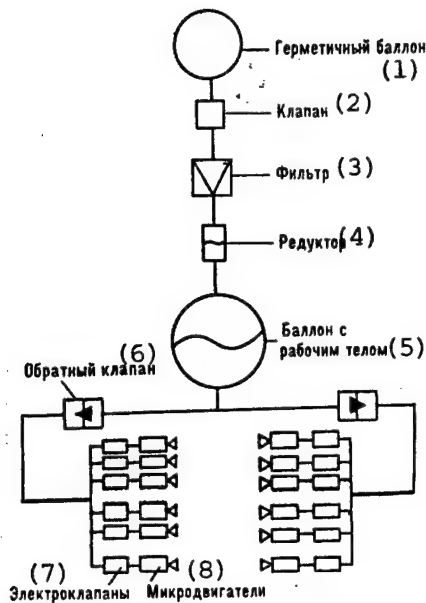 Герметичный баллон
(1)
Клапан (2)
Фильтр (3)
Редуктор (4)
Баллон с
рабочим телом (5)
(6)
Обратный клапан
(7) (8)
Электроклапаны Микродвигатели